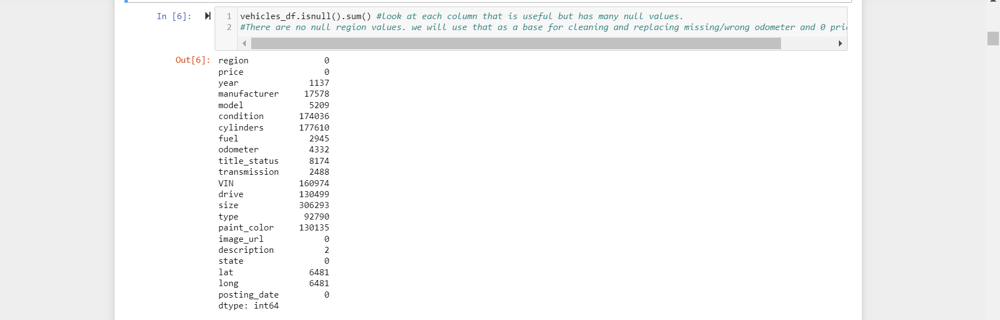 In [6]:
1 vehicles_df.isnull().sum() #look at each column that is useful but has many null values.
2 #There are no null region values. we will use that as a base for cleaning and replacing missing/wrong odometer and 0
Out[6]:
region 0
price 0
year 1137
manufacturer 17578
model 5209
condition 174036
cylinders 177610
fuel 2945
odometer 4332
title_status 8174
transmission 2488
VIN 160974
drive 130499
size 306293
type 92790
paint_color 130135
image_url 0
description 2
state 0
lat 6481
long 6481
posting_date 0
dtype: int64